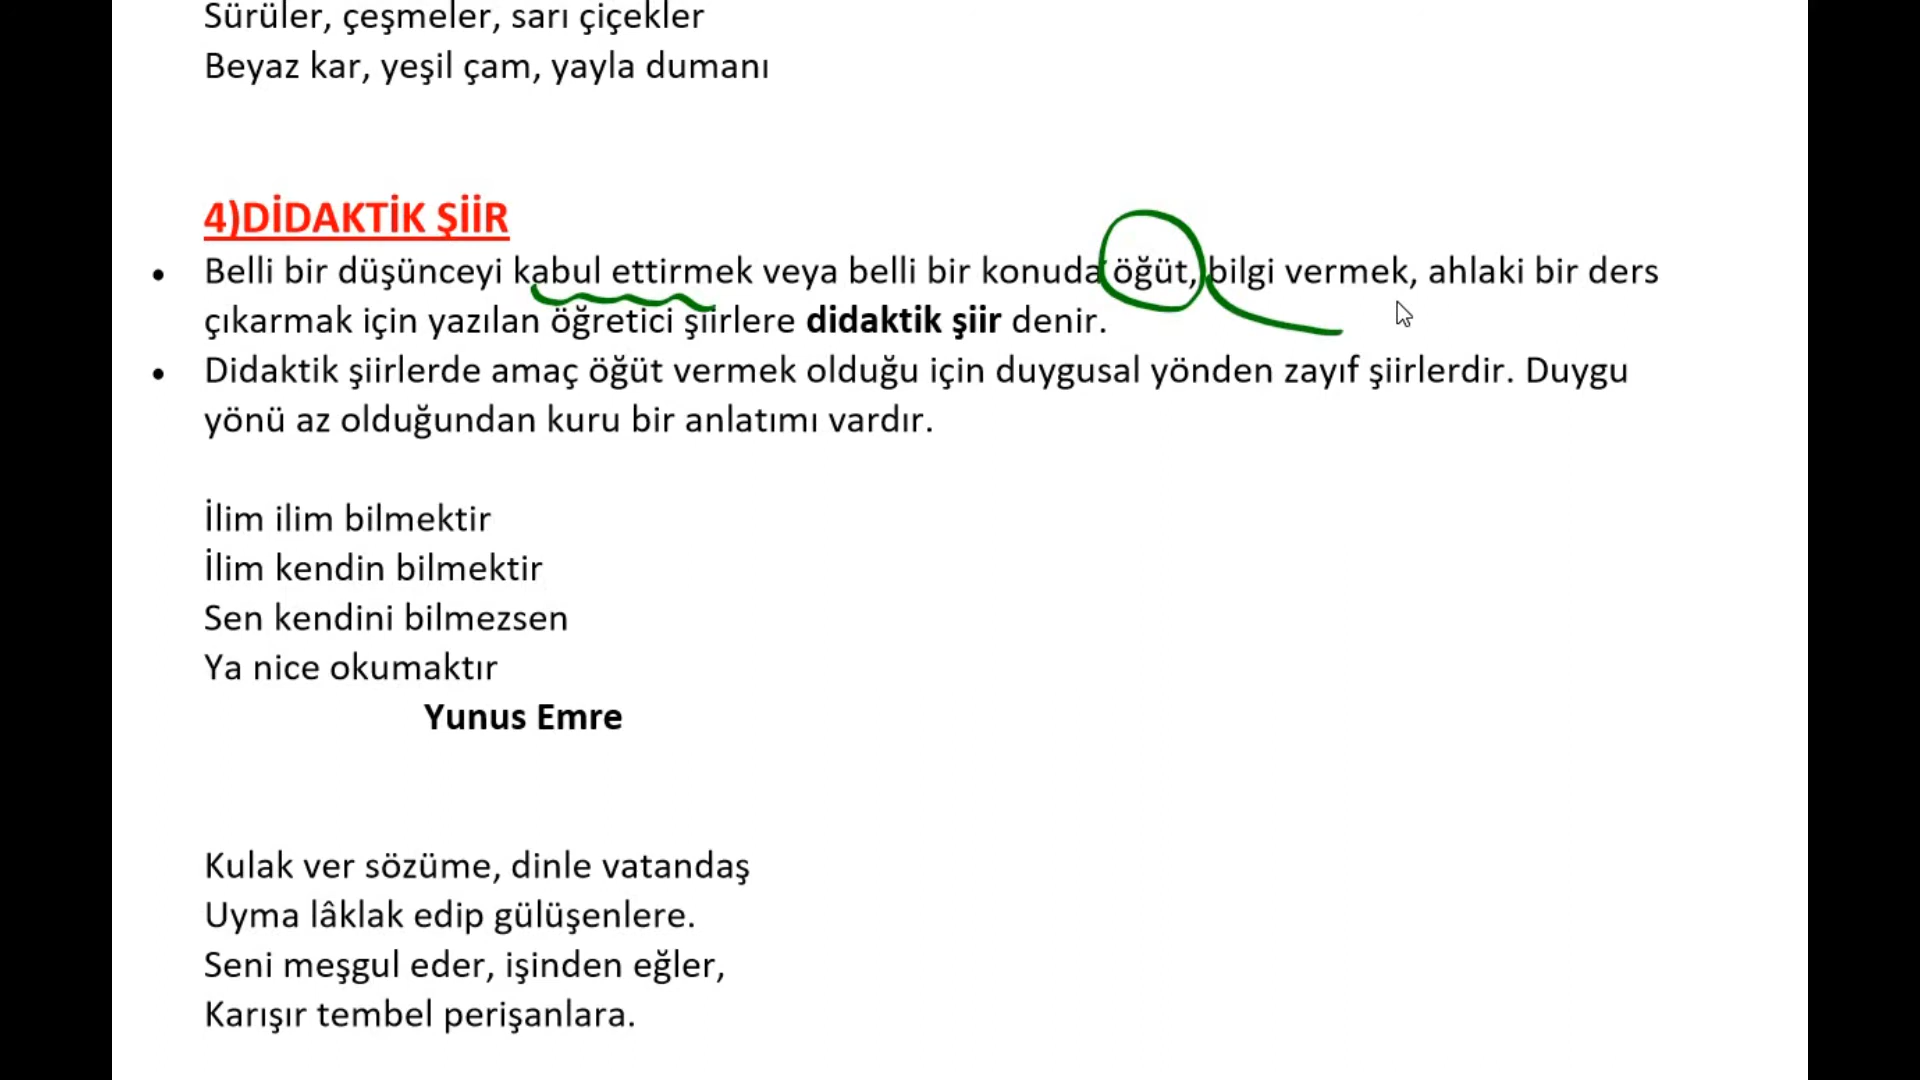 Sürüler, çeşmeler, sarı çiçekler
Beyaz kar, yeşil çam, yayla dumanı
4)DİDAKTİK ŞİİR
• Belli bir düşünceyi kabul ettirmek veya belli bir konuda öğüt, bilgi vermek, ahlaki bir ders
çıkarmak için yazılan öğretici şiirlere didaktik şiir denir.
• Didaktik şiirlerde amaç öğüt vermek olduğu için duygusal yönden zayıf şiirlerdir. Duygu
yönü az olduğundan kuru bir anlatımı vardır.
İlim ilim bilmektir
İlim kendin bilmektir
Sen kendini bilmezsen
Ya nice okumaktır
Yunus Emre
Kulak ver sözüme, dinle vatandaş
Uyma lâklak edip gülüşenlere.
Seni meşgul eder, işinden eğler,
Karışır tembel perişanlara.